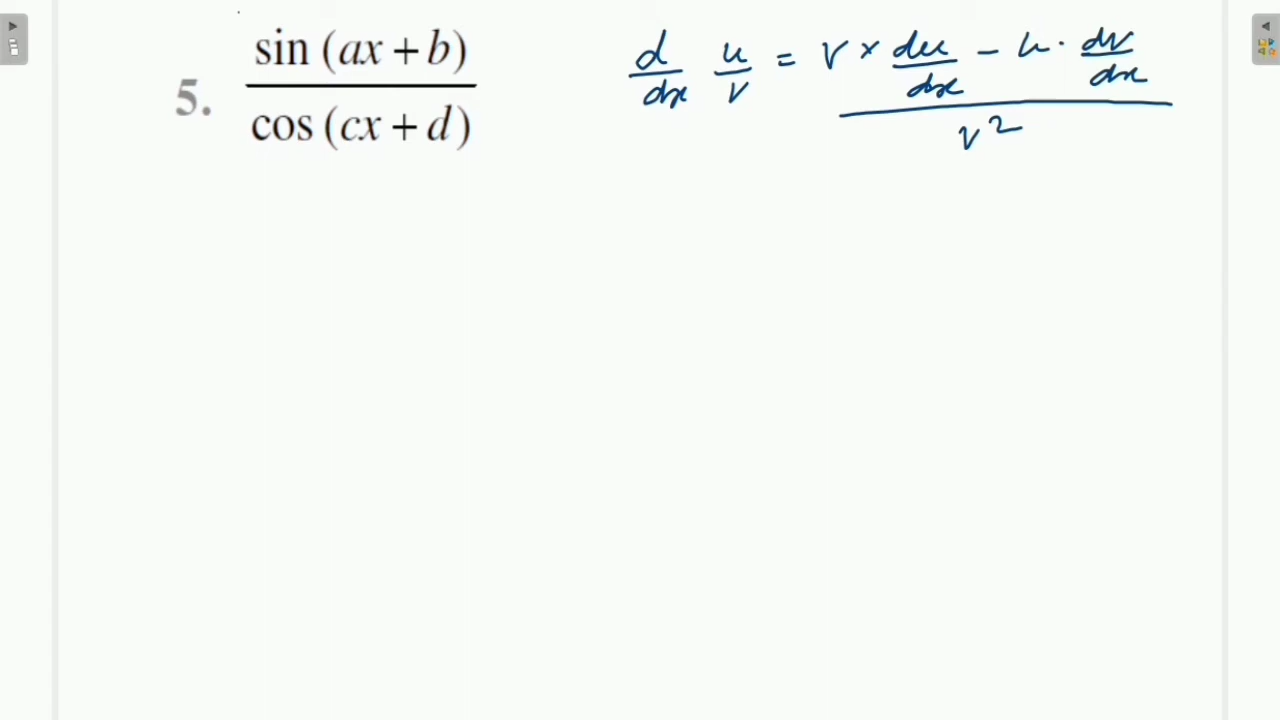 5. sin (ax + b) / cos (cx + d)
d/dx u/v = (v × du/dx − u · dv/dx) / v²